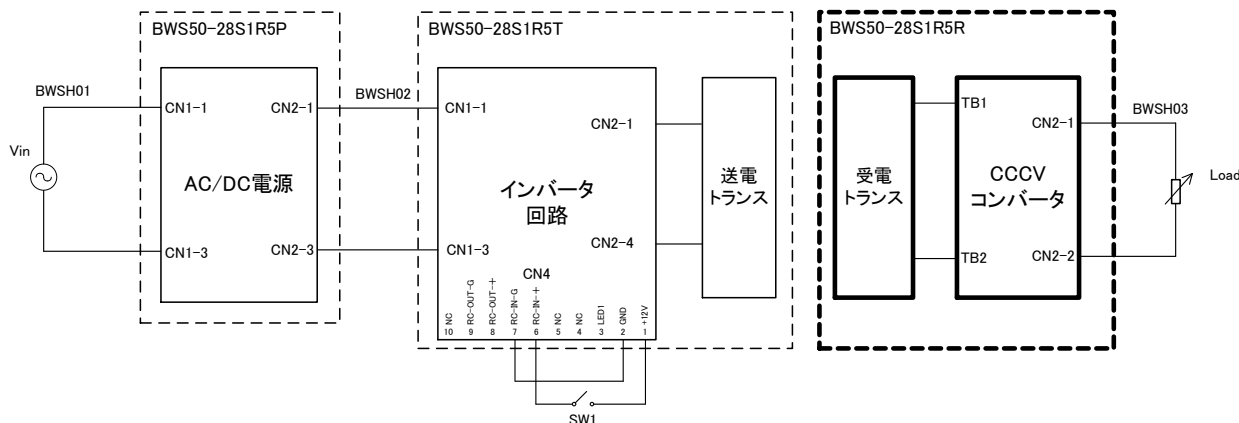 BWS50-28S1R5P
BWS50-28S1R5T
BWS50-28S1R5R
BWSH01
Vin
CN1-1
CN2-1
AC/DC電源
CN1-3
CN2-3
BWSH02
CN1-1
CN2-1
インバータ
回路
CN1-3
CN2-4
CN4
NC
RC-OUT-G
RC-OUT-+
RC-IN-G
RC-IN-+
NC
NC
LED1
GND
+12V
10 9 8 7 6 5 4 3 2 1
SW1
送電
トランス
受電
トランス
TB1
TB2
CN2-1
CCCV
コンバータ
CN2-2
BWSH03
Load